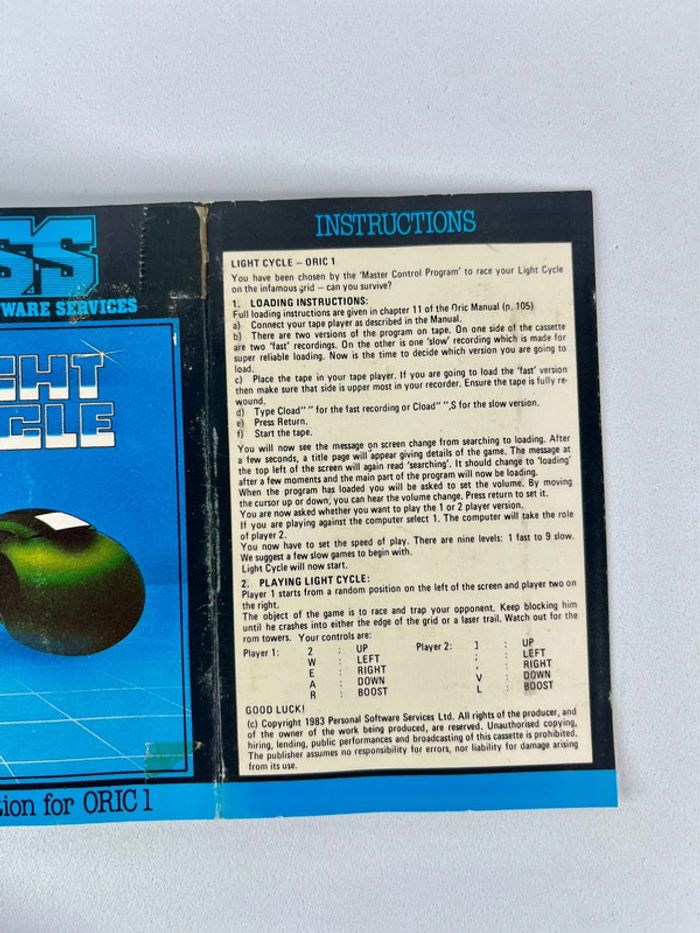 SS
WARE SERVICES
GHT
CLE
tion for ORIC 1
INSTRUCTIONS
LIGHT CYCLE – ORIC 1
You have been chosen by the 'Master Control Program' to race your Light Cycle
on the infamous grid – can you survive?
1. LOADING INSTRUCTIONS:
Full loading instructions are given in chapter 11 of the Oric Manual (p. 105)
a) Connect your tape player as described in the Manual.
b) There are two versions of the program on tape. On one side of the cassette
are two 'fast' recordings. On the other is one 'slow' recording which is made for
super reliable loading. Now is the time to decide which version you are going to
load.
c) Place the tape in your tape player. If you are going to load the 'fast' version
then make sure that side is upper most in your recorder. Ensure the tape is fully re-
wound.
d) Type Cload" " for the fast recording or Cload" ",S for the slow version.
e) Press Return.
f) Start the tape.
You will now see the message on screen change from searching to loading. After
a few seconds, a title page will appear giving details of the game. The message at
the top left of the screen will again read 'searching'. It should change to 'loading'
after a few moments and the main part of the program will now be loading.
When the program has loaded you will be asked to set the volume. By moving
the cursor up or down, you can hear the volume change. Press return to set it.
You are now asked whether you want to play the 1 or 2 player version.
If you are playing against the computer select 1. The computer will take the role
of player 2.
You now have to set the speed of play. There are nine levels: 1 fast to 9 slow.
We suggest a few slow games to begin with.
Light Cycle will now start.
2. PLAYING LIGHT CYCLE:
Player 1 starts from a random position on the left of the screen and player two on
the right.
The object of the game is to race and trap your opponent. Keep blocking him
until he crashes into either the edge of the grid or a laser trail. Watch out for the
rom towers. Your controls are:
Player 1: 2 : UP Player 2: ] : UP
W : LEFT ; : LEFT
E : RIGHT , : RIGHT
A : DOWN V : DOWN
R : BOOST L : BOOST
GOOD LUCK!
(c) Copyright 1983 Personal Software Services Ltd. All rights of the producer, and
of the owner of the work being produced, are reserved. Unauthorised copying,
hiring, lending, public performances and broadcasting of this cassette is prohibited.
The publisher assumes no responsibility for errors, nor liability for damage arising
from its use.